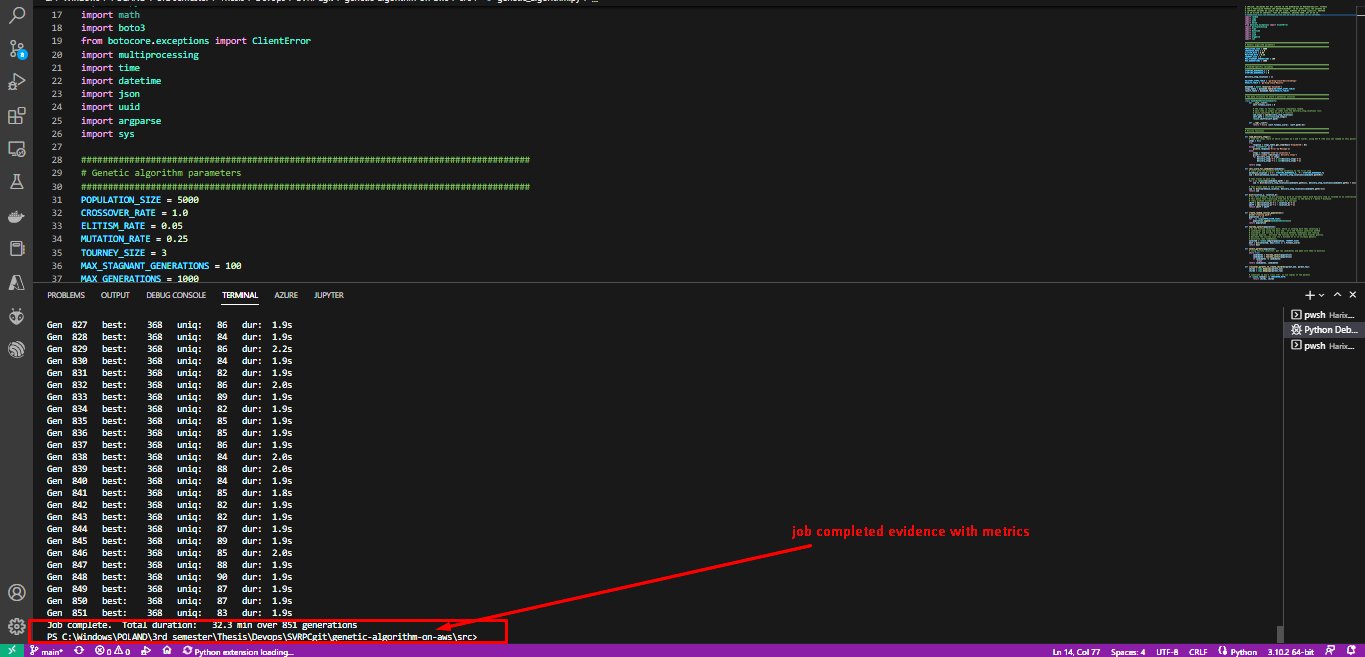 17 import math
18 import boto3
19 from botocore.exceptions import ClientError
20 import multiprocessing
21 import time
22 import datetime
23 import json
24 import uuid
25 import argparse
26 import sys
27
28 ####################################################################################
29 # Genetic algorithm parameters
30 ####################################################################################
31 POPULATION_SIZE = 5000
32 CROSSOVER_RATE = 1.0
33 ELITISM_RATE = 0.05
34 MUTATION_RATE = 0.25
35 TOURNEY_SIZE = 3
36 MAX_STAGNANT_GENERATIONS = 100
37 MAX_GENERATIONS = 1000
PROBLEMS OUTPUT DEBUG CONSOLE TERMINAL AZURE JUPYTER
Gen 827 best: 368 uniq: 86 dur: 1.9s
Gen 828 best: 368 uniq: 84 dur: 1.9s
Gen 829 best: 368 uniq: 86 dur: 2.2s
Gen 830 best: 368 uniq: 84 dur: 1.9s
Gen 831 best: 368 uniq: 82 dur: 1.9s
Gen 832 best: 368 uniq: 86 dur: 2.0s
Gen 833 best: 368 uniq: 89 dur: 1.9s
Gen 834 best: 368 uniq: 82 dur: 1.9s
Gen 835 best: 368 uniq: 85 dur: 1.9s
Gen 836 best: 368 uniq: 85 dur: 1.9s
Gen 837 best: 368 uniq: 86 dur: 1.9s
Gen 838 best: 368 uniq: 84 dur: 2.0s
Gen 839 best: 368 uniq: 88 dur: 2.0s
Gen 840 best: 368 uniq: 84 dur: 1.9s
Gen 841 best: 368 uniq: 85 dur: 1.8s
Gen 842 best: 368 uniq: 82 dur: 1.9s
Gen 843 best: 368 uniq: 82 dur: 1.9s
Gen 844 best: 368 uniq: 87 dur: 1.9s
Gen 845 best: 368 uniq: 89 dur: 1.9s
Gen 846 best: 368 uniq: 85 dur: 2.0s
Gen 847 best: 368 uniq: 88 dur: 1.9s
Gen 848 best: 368 uniq: 90 dur: 1.9s
Gen 849 best: 368 uniq: 87 dur: 1.9s
Gen 850 best: 368 uniq: 87 dur: 1.9s
Gen 851 best: 368 uniq: 83 dur: 1.9s
Job complete. Total duration: 32.3 min over 851 generations
PS C:\Windows\POLAND\3rd semester\Thesis\Devops\SVRPCgit\genetic-algorithm-on-aws\src>
job completed evidence with metrics
pwsh Harix...
Python Deb...
pwsh Harix...
main* 0 0 Python extension loading... Ln 14, Col 77 Spaces: 4 UTF-8 CRLF Python 3.10.2 64-bit